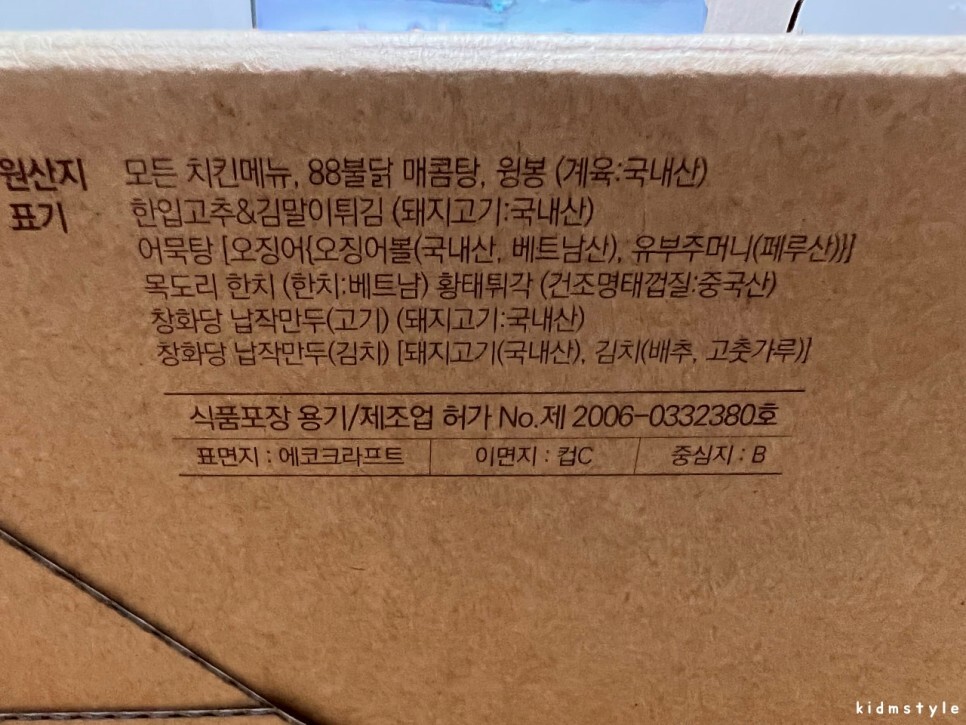 원산지 모든 치킨메뉴, 88불닭 매콤탕, 윙봉 (계육:국내산)
표기 한입고추&김말이튀김 (돼지고기:국내산)
어묵탕 [오징어{오징어볼(국내산, 베트남산), 유부주머니(페루산)}]
목도리 한치 (한치:베트남) 황태튀각 (건조명태껍질:중국산)
창화당 납작만두(고기) (돼지고기:국내산)
창화당 납작만두(김치) [돼지고기(국내산), 김치(배추, 고춧가루)]
식품포장 용기/제조업 허가 No.제 2006-0332380호
표면지 : 에코크라프트 이면지 : 컵C 중심지 : B
kidmstyle